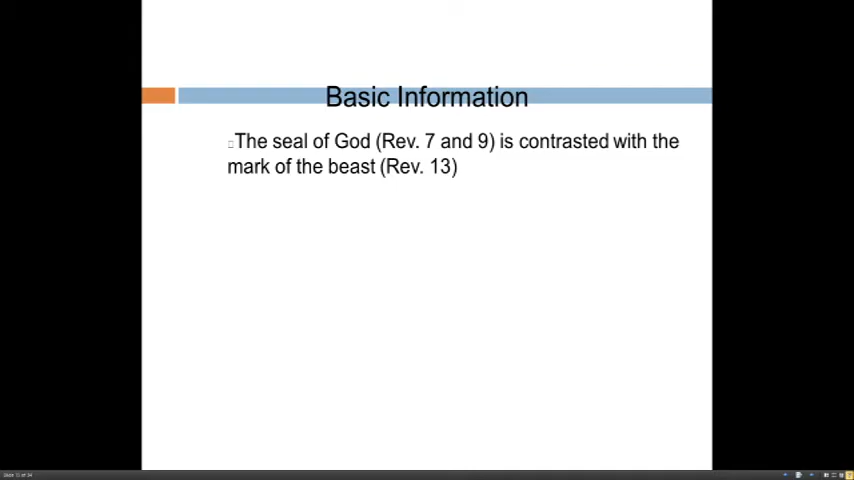 Basic Information
The seal of God (Rev. 7 and 9) is contrasted with the
mark of the beast (Rev. 13)